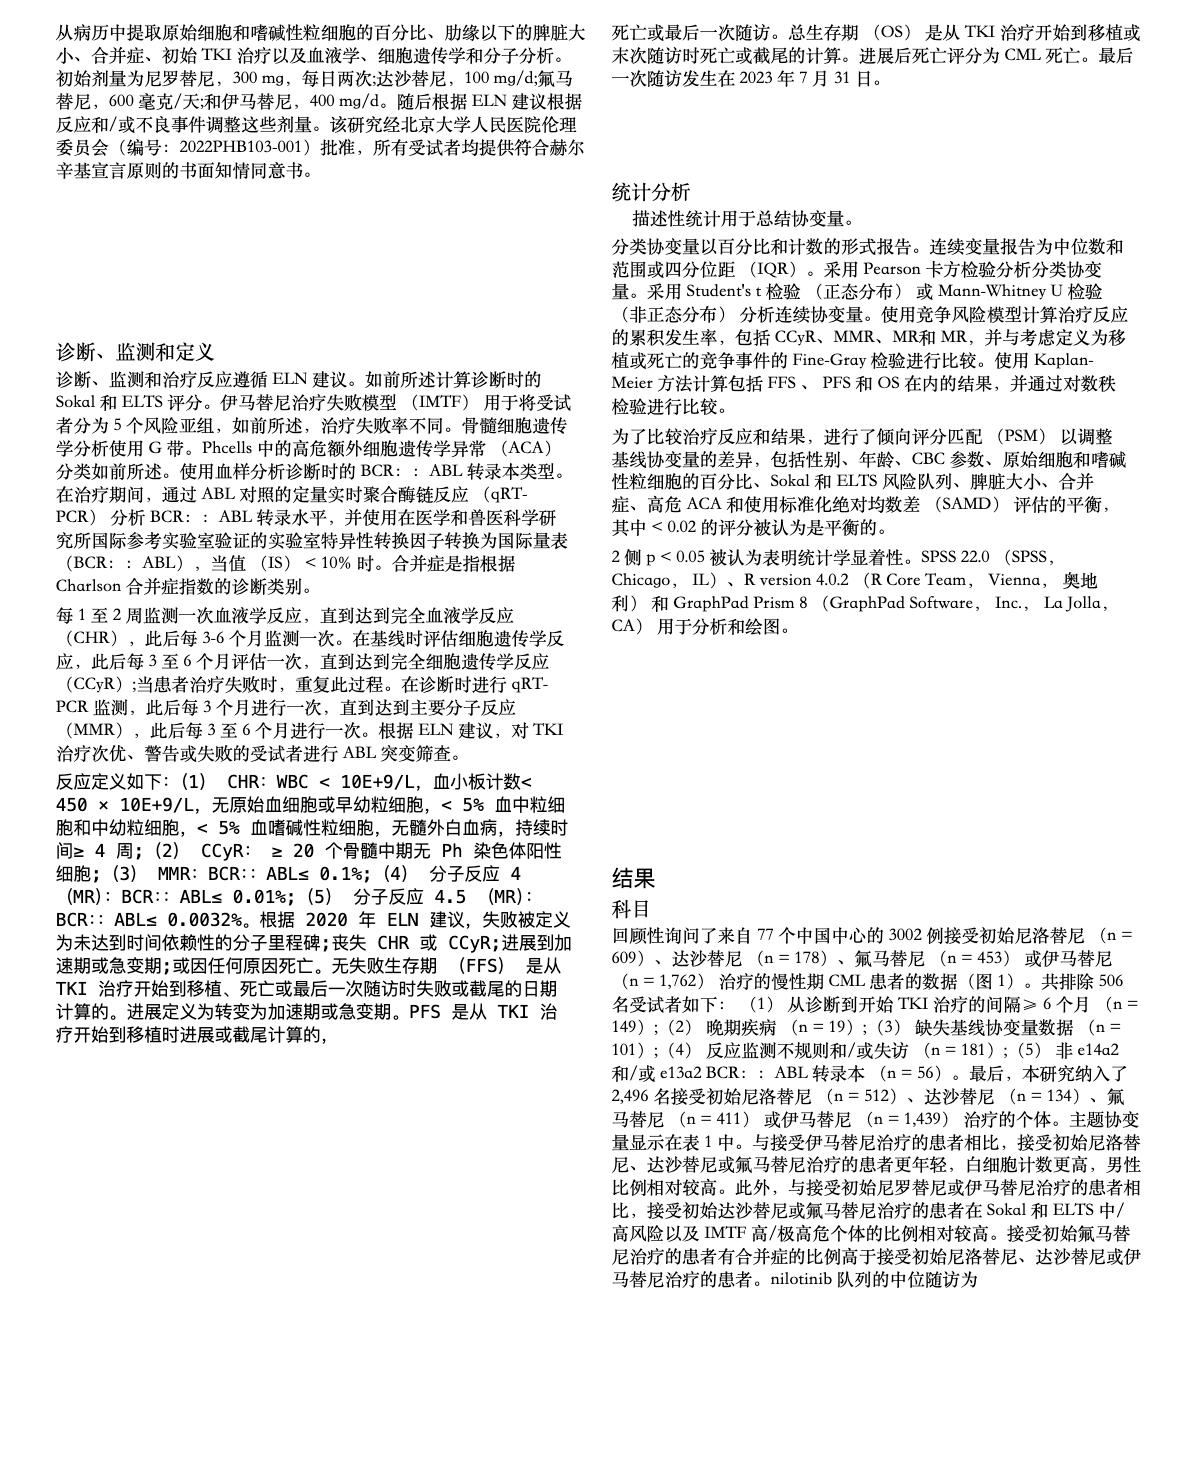 从病历中提取原始细胞和嗜碱性粒细胞的百分比、肋缘以下的脾脏大
小、合并症、初始 TKI 治疗以及血液学、细胞遗传学和分子分析。
初始剂量为尼罗替尼，300 mg，每日两次;达沙替尼，100 mg/d;氟马
替尼，600 毫克/天;和伊马替尼，400 mg/d。随后根据 ELN 建议根据
反应和/或不良事件调整这些剂量。该研究经北京大学人民医院伦理
委员会（编号：2022PHB103-001）批准，所有受试者均提供符合赫尔
辛基宣言原则的书面知情同意书。
诊断、监测和定义
诊断、监测和治疗反应遵循 ELN 建议。如前所述计算诊断时的
Sokal 和 ELTS 评分。伊马替尼治疗失败模型 （IMTF） 用于将受试
者分为 5 个风险亚组，如前所述，治疗失败率不同。骨髓细胞遗传
学分析使用 G 带。Phcells 中的高危额外细胞遗传学异常 （ACA）
分类如前所述。使用血样分析诊断时的 BCR：：ABL 转录本类型。
在治疗期间，通过 ABL 对照的定量实时聚合酶链反应 （qRT-
PCR） 分析 BCR：：ABL 转录水平，并使用在医学和兽医科学研
究所国际参考实验室验证的实验室特异性转换因子转换为国际量表
（BCR：：ABL），当值 （IS）< 10% 时。合并症是指根据
Charlson 合并症指数的诊断类别。
每 1 至 2 周监测一次血液学反应，直到达到完全血液学反应
（CHR），此后每 3-6 个月监测一次。在基线时评估细胞遗传学反
应，此后每 3 至 6 个月评估一次，直到达到完全细胞遗传学反应
（CCyR）;当患者治疗失败时，重复此过程。在诊断时进行 qRT-
PCR 监测，此后每 3 个月进行一次，直到达到主要分子反应
（MMR），此后每 3 至 6 个月进行一次。根据 ELN 建议，对 TKI
治疗次优、警告或失败的受试者进行 ABL 突变筛查。
反应定义如下：（1） CHR：WBC < 10E+9/L，血小板计数<
450 × 10E+9/L，无原始血细胞或早幼粒细胞，< 5% 血中粒细
胞和中幼粒细胞，< 5% 血嗜碱性粒细胞，无髓外白血病，持续时
间≥ 4 周;（2） CCyR： ≥ 20 个骨髓中期无 Ph 染色体阳性
细胞;（3） MMR：BCR：：ABL≤ 0.1%;（4） 分子反应 4
（MR）：BCR：：ABL≤ 0.01%;（5） 分子反应 4.5 （MR）：
BCR：：ABL≤ 0.0032%。根据 2020 年 ELN 建议，失败被定义
为未达到时间依赖性的分子里程碑;丧失 CHR 或 CCyR;进展到加
速期或急变期;或因任何原因死亡。无失败生存期 （FFS） 是从
TKI 治疗开始到移植、死亡或最后一次随访时失败或截尾的日期
计算的。进展定义为转变为加速期或急变期。PFS 是从 TKI 治
疗开始到移植时进展或截尾计算的，
死亡或最后一次随访。总生存期 （OS） 是从 TKI 治疗开始到移植或
末次随访时死亡或截尾的计算。进展后死亡评分为 CML 死亡。最后
一次随访发生在 2023 年 7 月 31 日。
统计分析
描述性统计用于总结协变量。
分类协变量以百分比和计数的形式报告。连续变量报告为中位数和
范围或四分位距 （IQR）。采用 Pearson 卡方检验分析分类协变
量。采用 Student's t 检验 （正态分布） 或 Mann-Whitney U 检验
（非正态分布） 分析连续协变量。使用竞争风险模型计算治疗反应
的累积发生率，包括 CCyR、MMR、MR和 MR，并与考虑定义为移
植或死亡的竞争事件的 Fine-Gray 检验进行比较。使用 Kaplan-
Meier 方法计算包括 FFS 、 PFS 和 OS 在内的结果，并通过对数秩
检验进行比较。
为了比较治疗反应和结果，进行了倾向评分匹配 （PSM） 以调整
基线协变量的差异，包括性别、年龄、CBC 参数、原始细胞和嗜碱
性粒细胞的百分比、Sokal 和 ELTS 风险队列、脾脏大小、合并
症、高危 ACA 和使用标准化绝对均数差 （SAMD） 评估的平衡，
其中 < 0.02 的评分被认为是平衡的。
2 侧 p < 0.05 被认为表明统计学显着性。SPSS 22.0 （SPSS，
Chicago， IL）、R version 4.0.2 （R Core Team， Vienna， 奥地
利） 和 GraphPad Prism 8 （GraphPad Software， Inc.， La Jolla，
CA） 用于分析和绘图。
结果
科目
回顾性询问了来自 77 个中国中心的 3002 例接受初始尼洛替尼 （n =
609）、达沙替尼 （n = 178）、氟马替尼 （n = 453） 或伊马替尼
（n = 1,762） 治疗的慢性期 CML 患者的数据（图 1）。共排除 506
名受试者如下： （1） 从诊断到开始 TKI 治疗的间隔≥ 6 个月 （n =
149）;（2） 晚期疾病 （n = 19）;（3） 缺失基线协变量数据 （n =
101）;（4） 反应监测不规则和/或失访 （n = 181）;（5） 非 e14a2
和/或 e13a2 BCR：：ABL 转录本 （n = 56）。最后，本研究纳入了
2,496 名接受初始尼洛替尼 （n = 512）、达沙替尼 （n = 134）、氟
马替尼 （n = 411） 或伊马替尼 （n = 1,439） 治疗的个体。主题协变
量显示在表 1 中。与接受伊马替尼治疗的患者相比，接受初始尼洛替
尼、达沙替尼或氟马替尼治疗的患者更年轻，白细胞计数更高，男性
比例相对较高。此外，与接受初始尼罗替尼或伊马替尼治疗的患者相
比，接受初始达沙替尼或氟马替尼治疗的患者在 Sokal 和 ELTS 中/
高风险以及 IMTF 高/极高危个体的比例相对较高。接受初始氟马替
尼治疗的患者有合并症的比例高于接受初始尼洛替尼、达沙替尼或伊
马替尼治疗的患者。nilotinib 队列的中位随访为